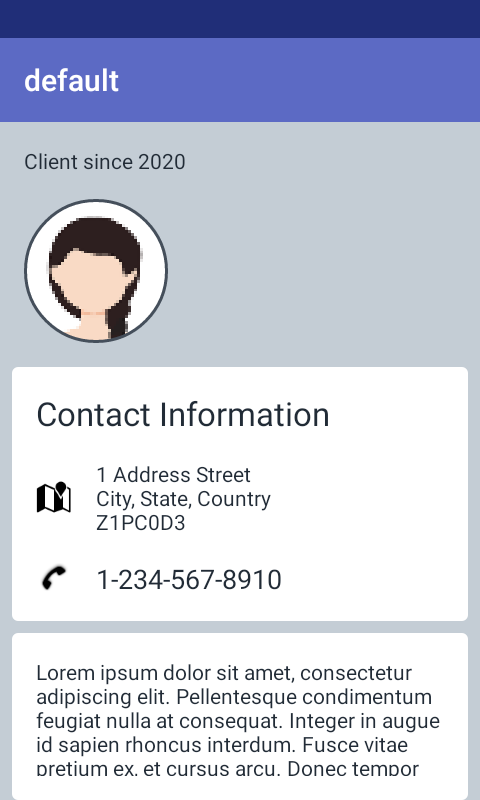 default
Client since 2020
Contact Information
1 Address Street
City, State, Country
Z1PC0D3
1-234-567-8910
Lorem ipsum dolor sit amet, consectetur
adipiscing elit. Pellentesque condimentum
feugiat nulla at consequat. Integer in augue
id sapien rhoncus interdum. Fusce vitae
pretium ex, et cursus arcu. Donec tempor